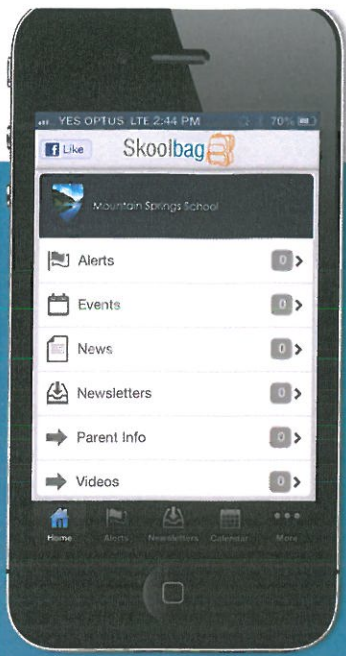 YES OPTUS LTE 2:44 PM 70%
f Like Skoolbag
Mountain Springs School
Alerts 0
Events 0
News 0
Newsletters 0
Parent Info 0
Videos 0
Home Alerts Newsletters Calendar More